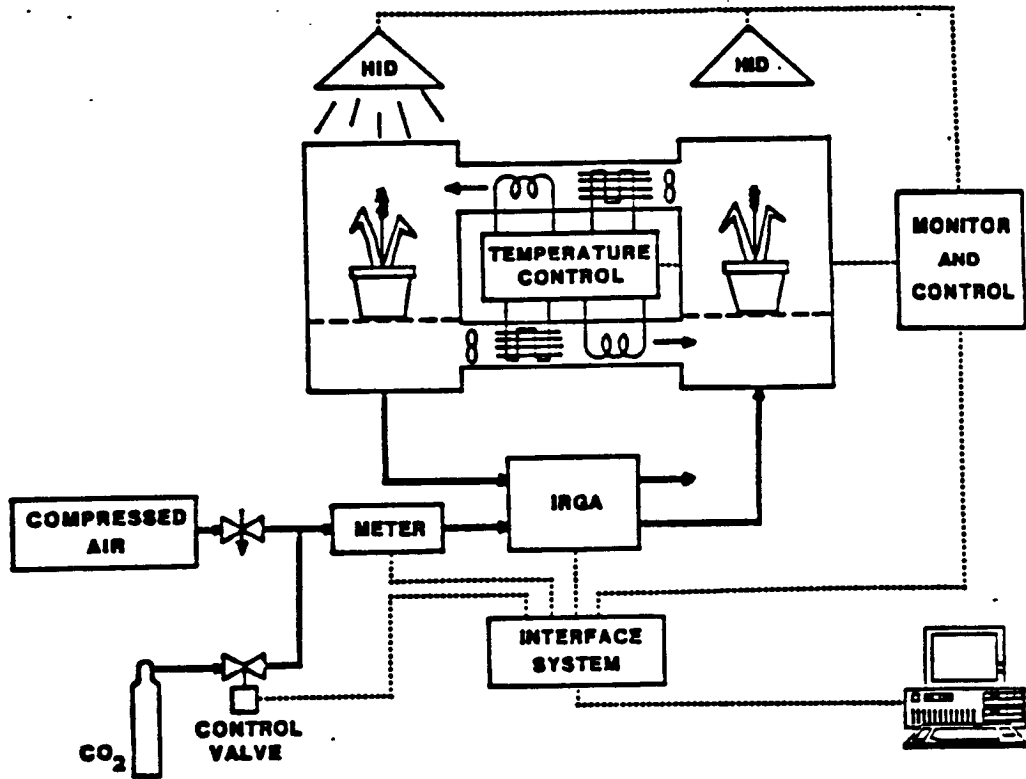 HID
HID
TEMPERATURE
CONTROL
MONITOR
AND
CONTROL
COMPRESSED
AIR
METER
IRGA
INTERFACE
SYSTEM
CONTROL
VALVE
CO2